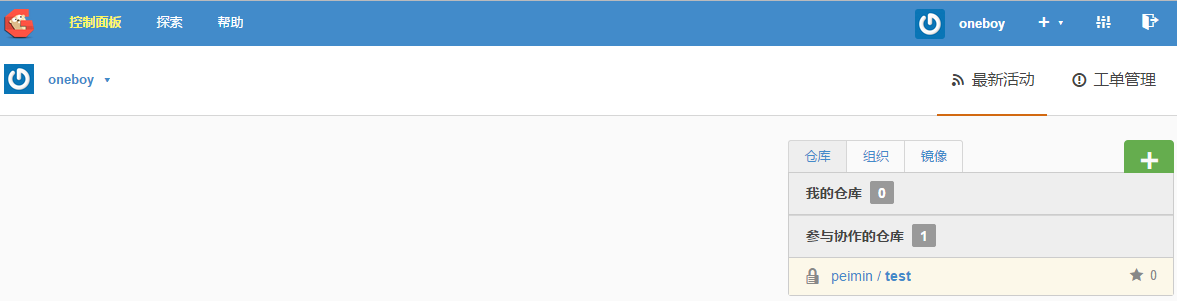 控制面板 探索 帮助 oneboy
oneboy 最新活动 工单管理
仓库 组织 镜像
我的仓库 0
参与协作的仓库 1
peimin / test 0